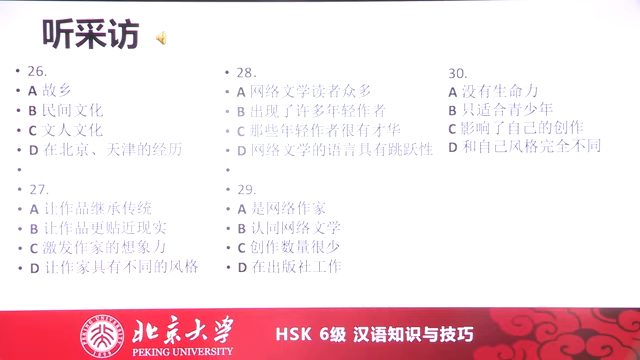 听采访
26.
A 故乡
B 民间文化
C 文人文化
D 在北京、天津的经历
27.
A 让作品继承传统
B 让作品更贴近现实
C 激发作家的想象力
D 让作家具有不同的风格
28.
A 网络文学读者众多
B 出现了许多年轻作者
C 那些年轻作者很有才华
D 网络文学的语言具有跳跃性
29.
A 是网络作家
B 认同网络文学
C 创作数量很少
D 在出版社工作
30.
A 没有生命力
B 只适合青少年
C 影响了自己的创作
D 和自己风格完全不同
北京大学
PEKING UNIVERSITY
HSK 6级 汉语知识与技巧